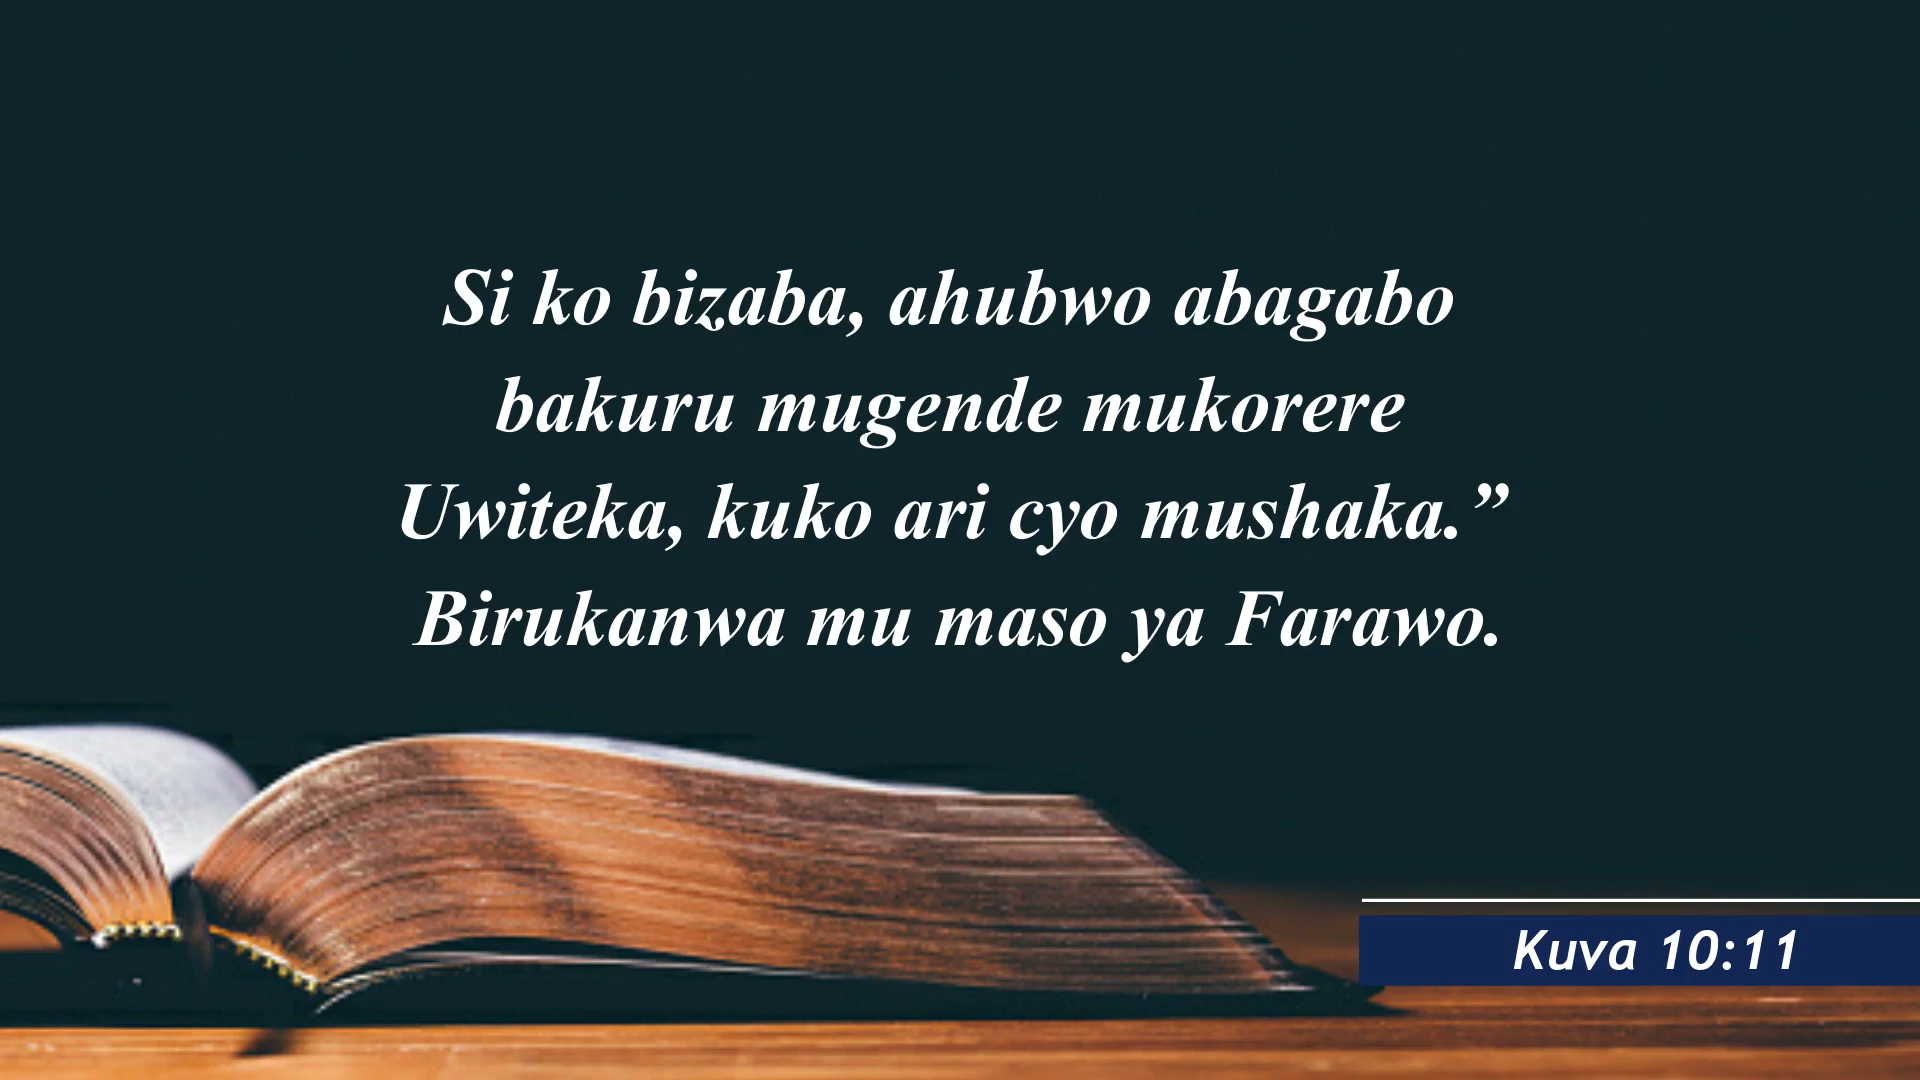 Si ko bizaba, ahubwo abagabo
bakuru mugende mukorere
Uwiteka, kuko ari cyo mushaka.”
Birukanwa mu maso ya Farawo.
Kuva 10:11